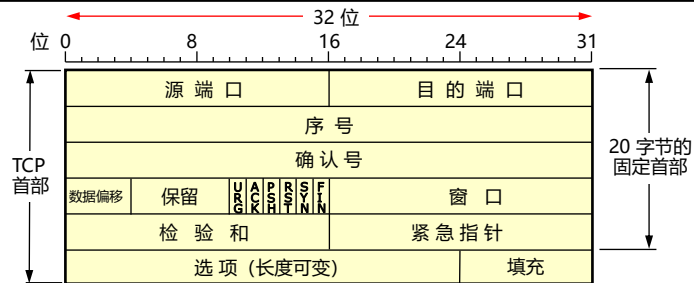 32 位
位 0 8 16 24 31
源 端 口 目 的 端 口
序 号
确 认 号
数据偏移 保留 URG ACK PSH RST SYN FIN 窗 口
检 验 和 紧 急 指 针
选 项 (长 度 可 变) 填 充
TCP
首部
20 字节的
固定首部